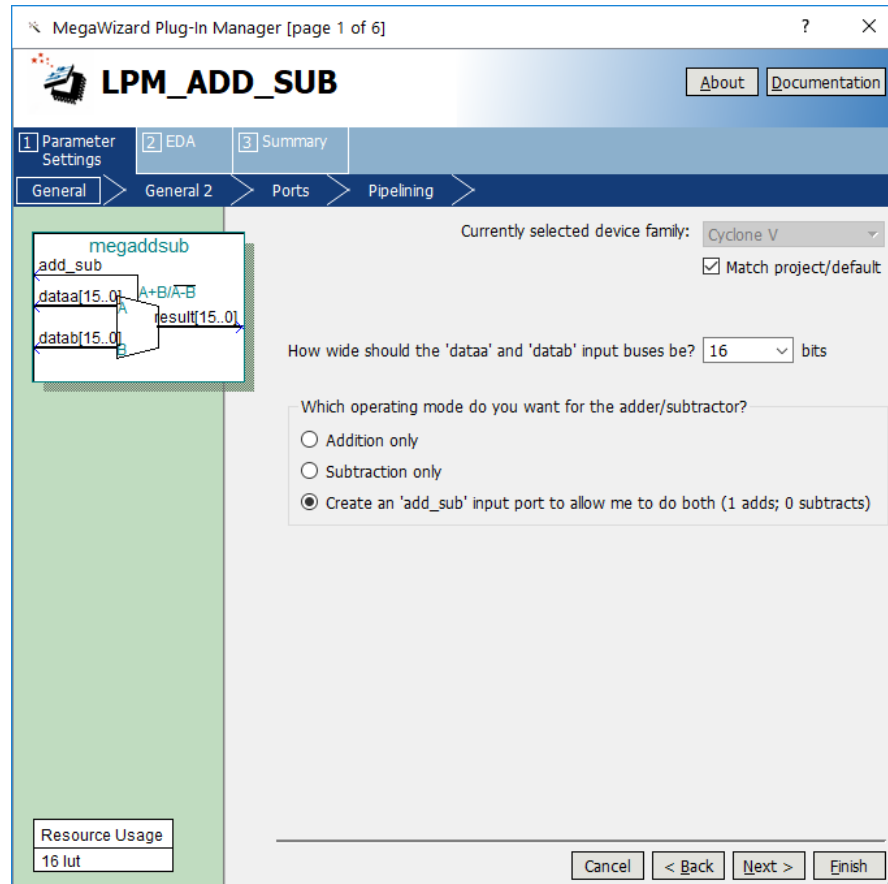 MegaWizard Plug-In Manager [page 1 of 6]
? ×
LPM_ADD_SUB
About Documentation
1 Parameter Settings
2 EDA
3 Summary
General General 2 Ports Pipelining
megaddsub
add_sub
A+B/A-B
dataa[15..0]
A
result[15..0]
datab[15..0]
B
Currently selected device family: Cyclone V
Match project/default
How wide should the 'dataa' and 'datab' input buses be? 16 bits
Which operating mode do you want for the adder/subtractor?
Addition only
Subtraction only
Create an 'add_sub' input port to allow me to do both (1 adds; 0 subtracts)
Resource Usage
16 lut
Cancel < Back Next > Finish